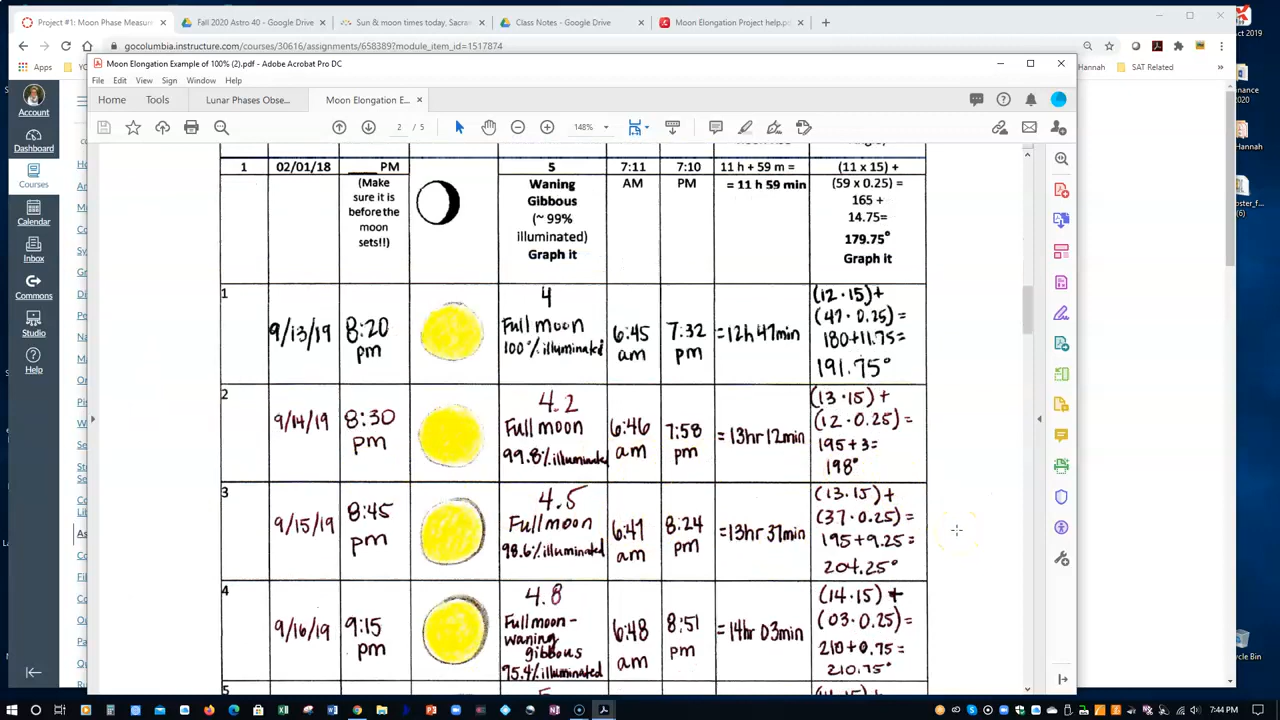 Project #1: Moon Phase Measure
Fall 2020 Astro 40 - Google Drive
Sun & moon times today, Sacra
Class Notes - Google Drive
Moon Elongation Project help.pd
Act 2019
gocolumbia.instructure.com/courses/30616/assignments/658389?module_item_id=1517874
Apps
Hannah
SAT Related
Moon Elongation Example of 100% (2).pdf - Adobe Acrobat Pro DC
File Edit View Sign Window Help
Home Tools Lunar Phases Obse... Moon Elongation E...
2 / 5
148%
Account
Dashboard
Courses
Calendar
Inbox
Commons
Studio
Help
1 02/01/18 PM 5 7:11 7:10 11 h + 59 m = (11 x 15) +
(Make Waning AM PM = 11 h 59 min (59 x 0.25) =
sure it is Gibbous 165 +
before the (~ 99% 14.75=
moon illuminated) 179.75°
sets!!) Graph it Graph it
1
9/13/19
8:20
pm
4
Full moon
100% illuminated
6:45
am
7:32
pm
=12h 47min
(12·15)+
(47·0.25)=
180+11.75=
191.75°
2
9/14/19
8:30
pm
4.2
Full moon
99.8% illuminated
6:46
am
7:58
pm
=13hr 12min
(13·15)+
(12·0.25)=
195+3=
198°
3
9/15/19
8:45
pm
4.5
Full moon
98.6% illuminated
6:47
am
8:24
pm
=13hr 37min
(13·15)+
(37·0.25)=
195+9.25=
204.25°
4
9/16/19
9:15
pm
4.8
Full moon-
waning
gibbous
95.4% illuminated
6:48
am
8:51
pm
=14hr 03min
(14·15)+
(03·0.25)=
210+0.75=
210.75°
5
nance
2020
Hannah
(6)
7:44 PM